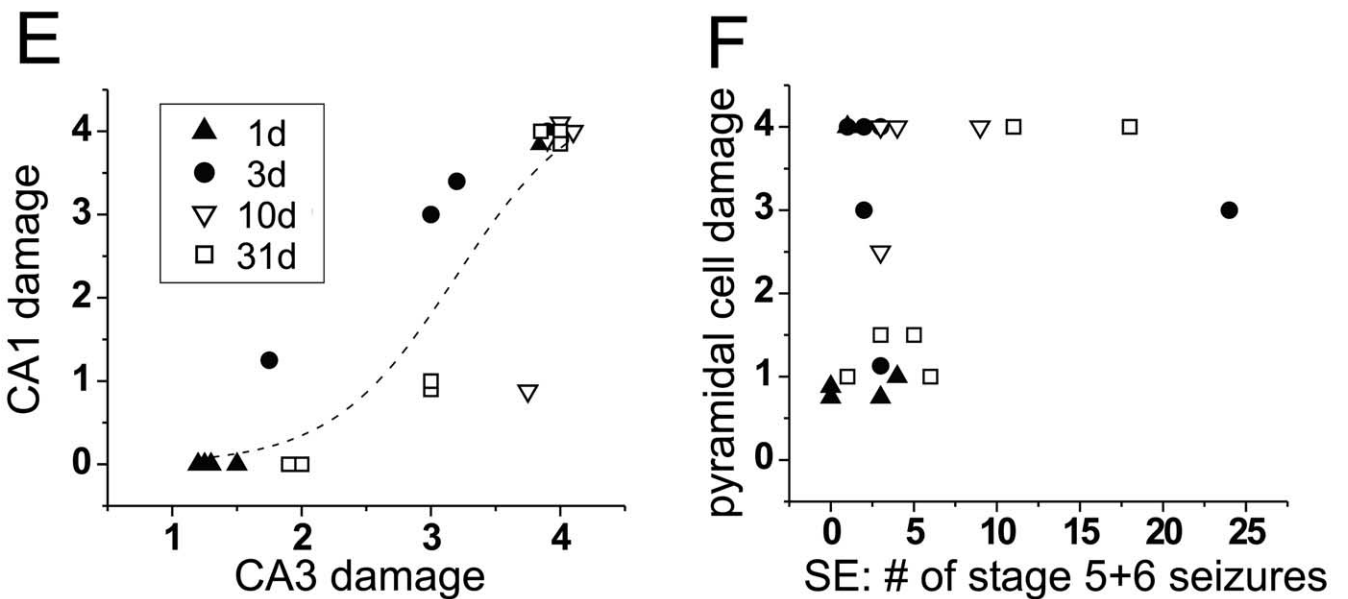 E
CA1 damage
4
3
2
1
0
1d
3d
10d
31d
1 2 3 4
CA3 damage
F
pyramidal cell damage
4
3
2
1
0
0 5 10 15 20 25
SE: # of stage 5+6 seizures